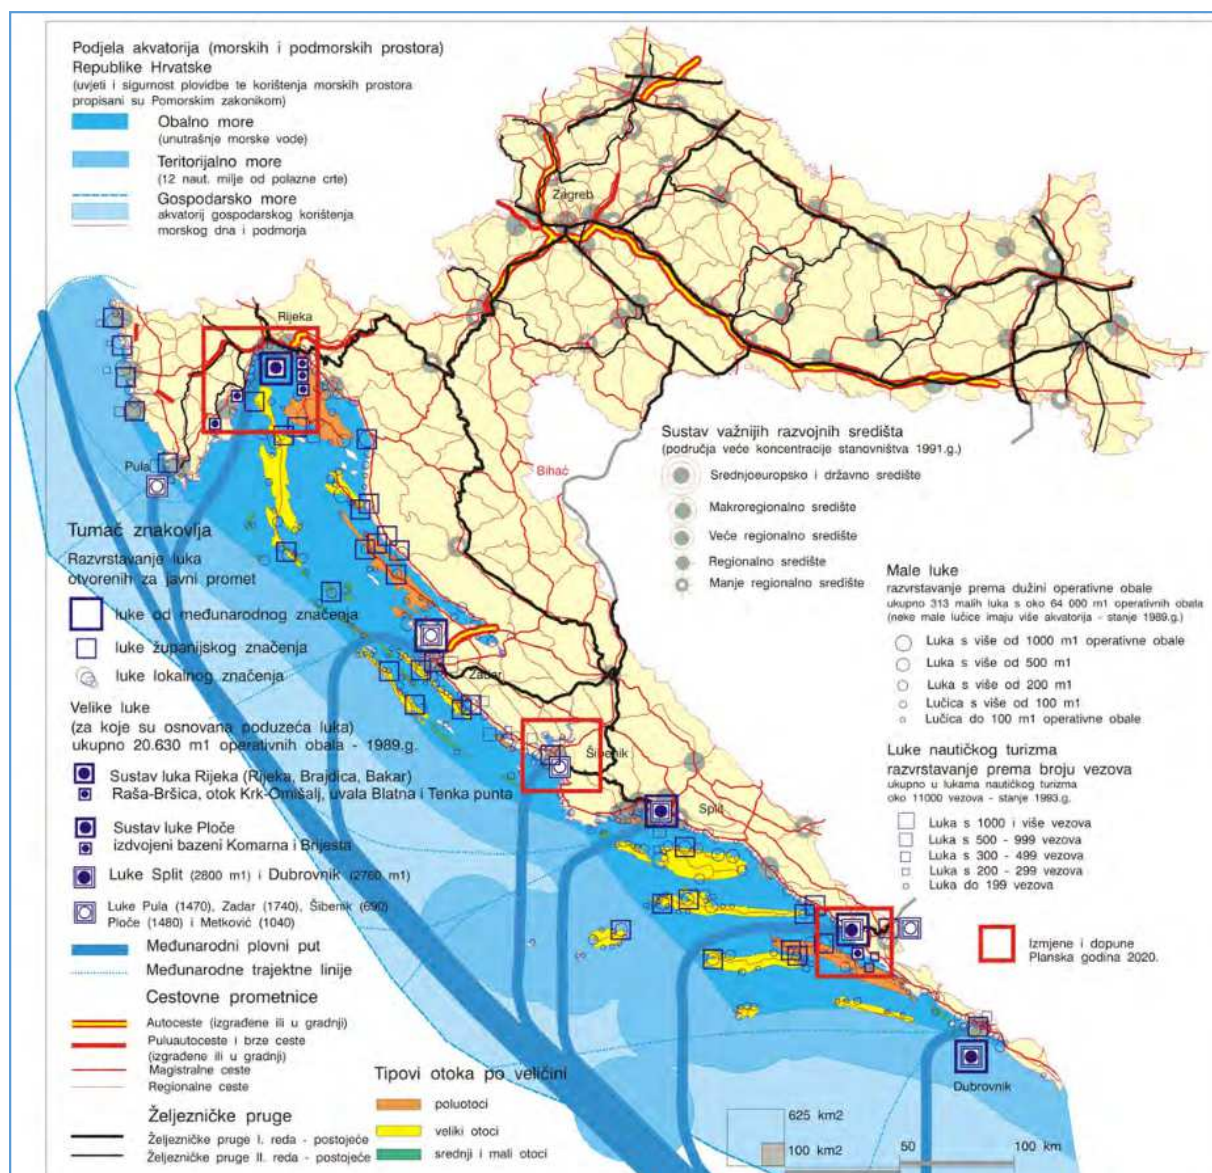 Podjela akvatorija (morskih i podmorskih prostora)
Republike Hrvatske
(uvjeti i sigurnost plovidbe te korištenja morskih prostora
propisani su Pomorskim zakonikom)
Obalno more
(unutrašnje morske vode)
Teritorijalno more
(12 naut. milje od polazne crte)
Gospodarsko more
akvatorij gospodarskog korištenja
morskog dna i podmorja
Zagreb
Rijeka
Pula
Bihać
Zadar
Šibenik
Split
Dubrovnik
Sustav važnijih razvojnih središta
(područja veće koncentracije stanovništva 1991.g.)
Srednjoeuropsko i državno središte
Makroregionalno središte
Veće regionalno središte
Regionalno središte
Manje regionalno središte
Tumač znakovlja
Razvrstavanje luka
otvorenih za javni promet
luke od međunarodnog značenja
luke županijskog značenja
luke lokalnog značenja
Velike luke
(za koje su osnovana poduzeća luka)
ukupno 20.630 m1 operativnih obala - 1989.g.
Sustav luka Rijeka (Rijeka, Brajdica, Bakar)
Raša-Bršica, otok Krk-Omišalj, uvala Blatna i Tenka punta
Sustav luke Ploče
izdvojeni bazeni Komarna i Brijesta
Luke Split (2800 m1) i Dubrovnik (2760 m1)
Luke Pula (1470), Zadar (1740), Šibenik (690)
Ploče (1480) i Metković (1040)
Međunarodni plovni put
Međunarodne trajektne linije
Cestovne prometnice
Autoceste (izgrađene ili u gradnji)
Puluautoceste i brze ceste
(izgrađene ili u gradnji)
Magistralne ceste
Regionalne ceste
Željezničke pruge
Željezničke pruge I. reda - postojeće
Željezničke pruge II. reda - postojeće
Tipovi otoka po veličini
poluotoci
veliki otoci
srednji i mali otoci
Male luke
razvrstavanje prema dužini operativne obale
ukupno 313 malih luka s oko 64 000 m1 operativnih obala
(neke male lučice imaju više akvatorija - stanje 1989.g.)
Luka s više od 1000 m1 operativne obale
Luka s više od 500 m1
Luka s više od 200 m1
Lučica s više od 100 m1
Lučica do 100 m1 operativne obale
Luke nautičkog turizma
razvrstavanje prema broju vezova
ukupno u lukama nautičkog turizma
oko 11000 vezova - stanje 1993.g.
Luka s 1000 i više vezova
Luka s 500 - 999 vezova
Luka s 300 - 499 vezova
Luka s 200 - 299 vezova
Luka do 199 vezova
Izmjene i dopune
Planska godina 2020.
625 km2
100 km2
50
100 km